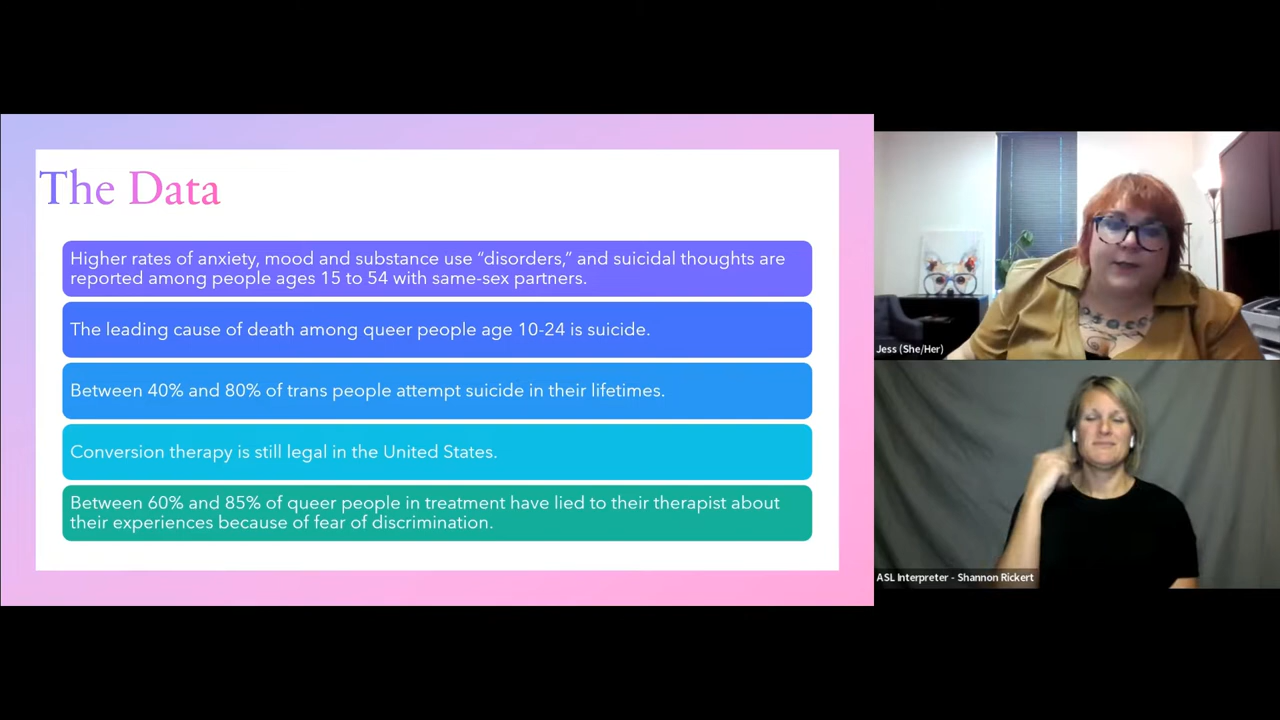 The Data
Higher rates of anxiety, mood and substance use “disorders,” and suicidal thoughts are
reported among people ages 15 to 54 with same-sex partners.
The leading cause of death among queer people age 10-24 is suicide.
Between 40% and 80% of trans people attempt suicide in their lifetimes.
Conversion therapy is still legal in the United States.
Between 60% and 85% of queer people in treatment have lied to their therapist about
their experiences because of fear of discrimination.
Jess (She/Her)
ASL Interpreter - Shannon Rickert